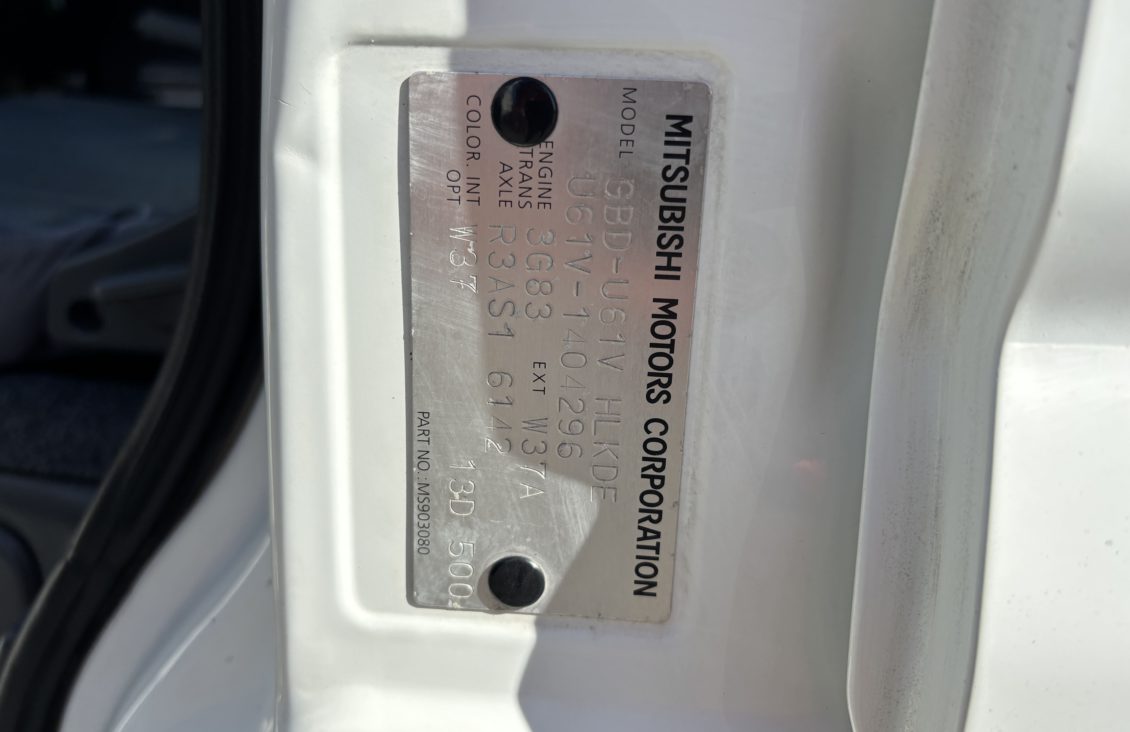 MITSUBISHI MOTORS CORPORATION
MODEL GBD-U61V HLKDE
U61V-1404296
ENGINE 3G83 EXT W37A
TRANS AXLE R3AS1 6142
COLOR. INT OPT W37 13D 500
PART NO.: MS903080